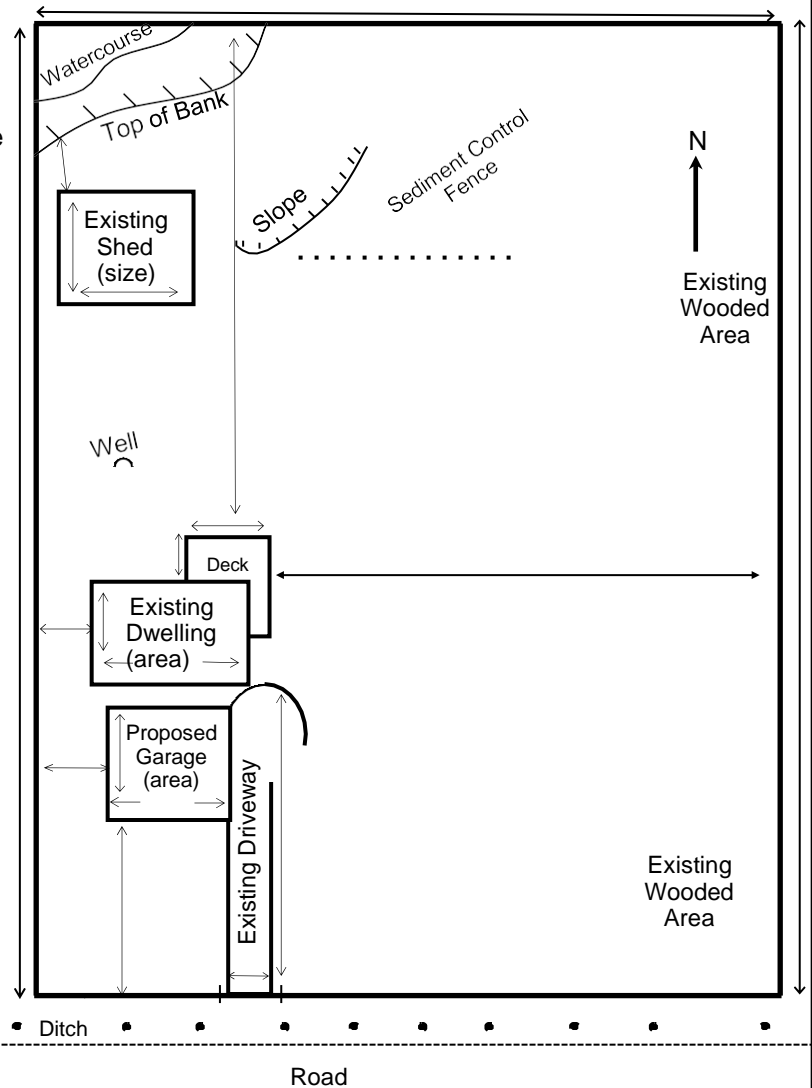 Watercourse
Top of Bank
Slope
Sediment Control
Fence
N
Existing
Shed
(size)
Existing
Wooded
Area
Well
Deck
Existing
Dwelling
(area)
Proposed
Garage
(area)
Existing Driveway
Existing
Wooded
Area
Ditch
Road